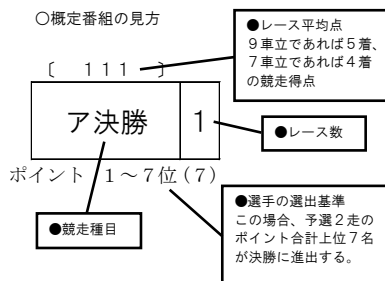 〇概定番組の見方
●レース平均点
９車立であれば５着、
７車立であれば４着
の競走得点
〔 １１１ 〕
ア決勝 1
●レース数
ポイント １～７位(７)
●選手の選出基準
この場合、予選２走の
ポイント合計上位７名
が決勝に進出する。
●競走種目